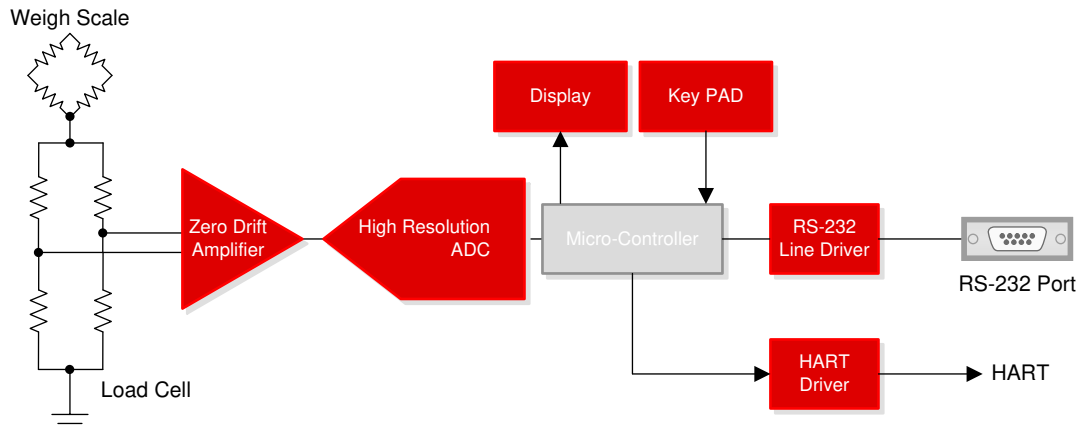 Weigh Scale
Display
Key PAD
Zero Drift
Amplifier
High Resolution
ADC
Micro-Controller
RS-232
Line Driver
RS-232 Port
HART
Driver
HART
Load Cell